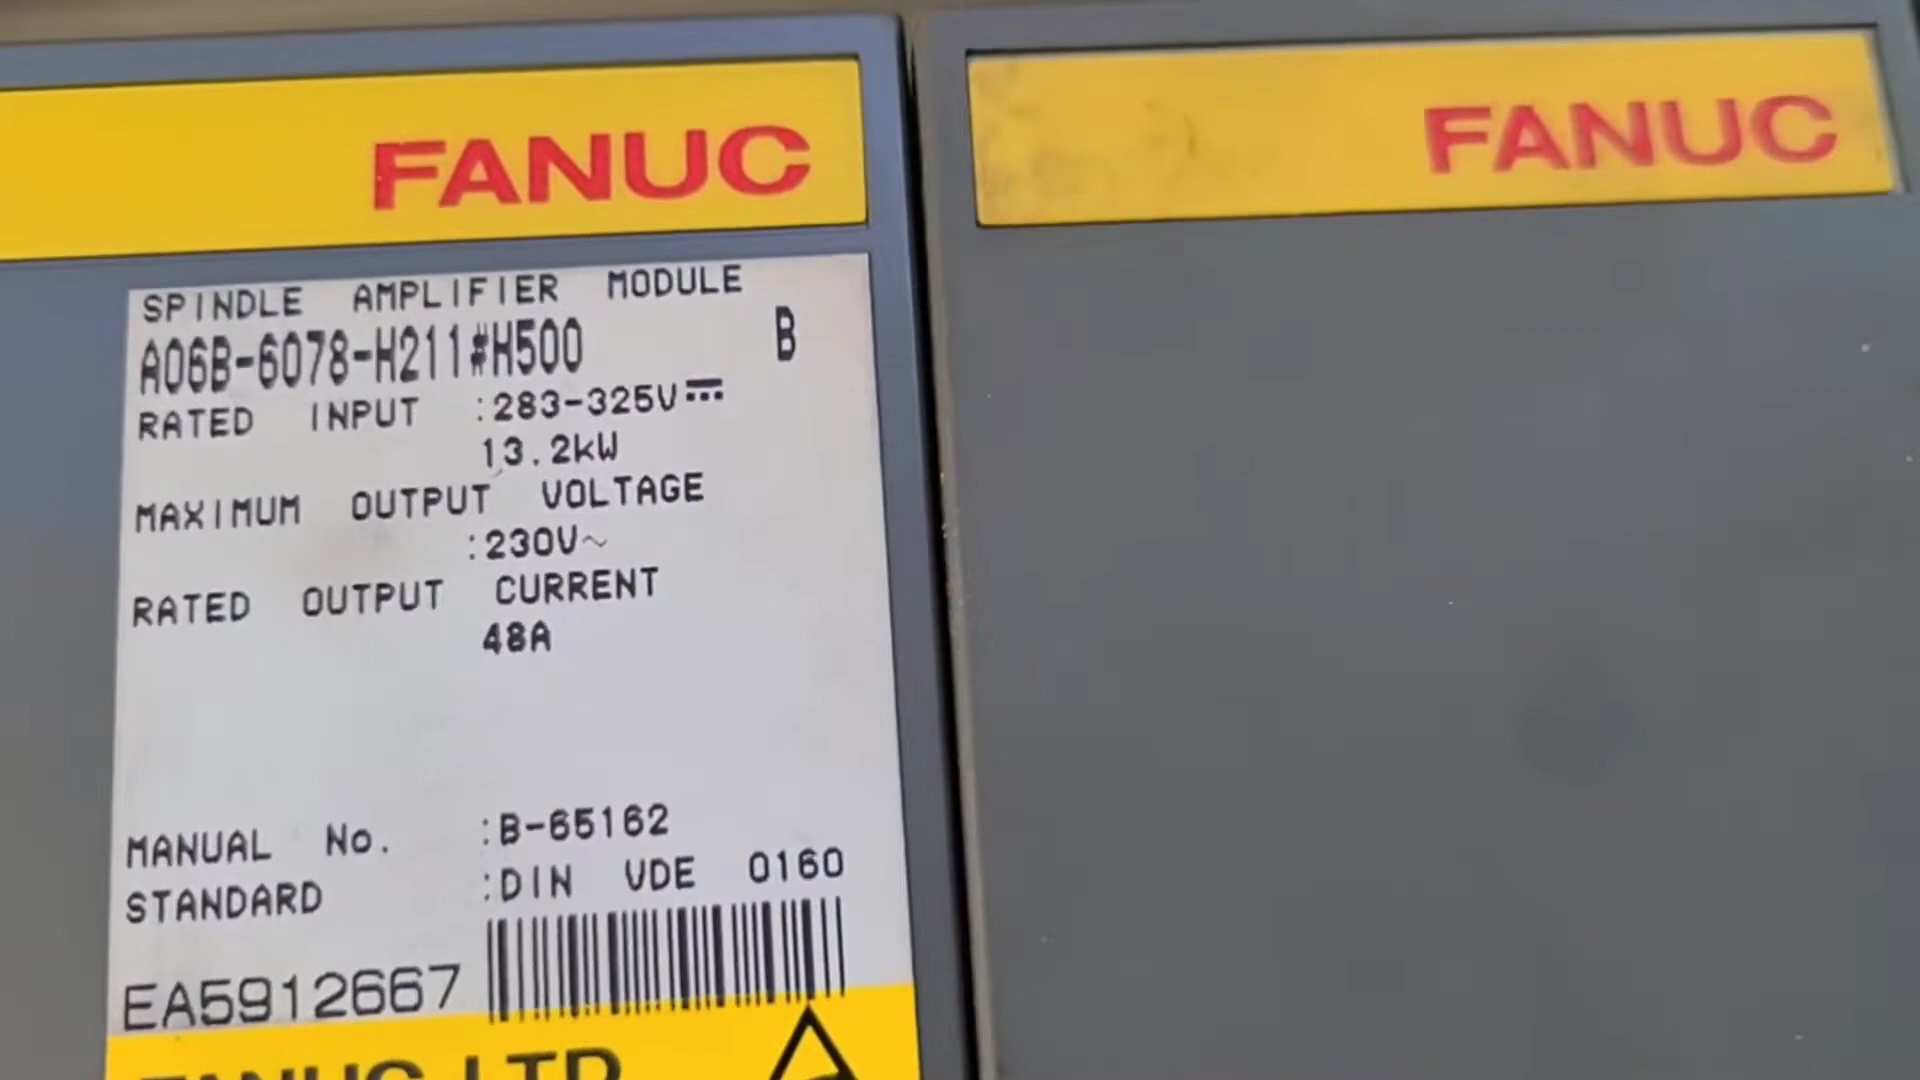 FANUC
SPINDLE AMPLIFIER MODULE
A06B-6078-H211#H500 B
RATED INPUT :283-325V⎓
13.2kW
MAXIMUM OUTPUT VOLTAGE
:230V~
RATED OUTPUT CURRENT
48A
MANUAL No. :B-65162
STANDARD :DIN VDE 0160
EA5912667
FANUC LTD
FANUC